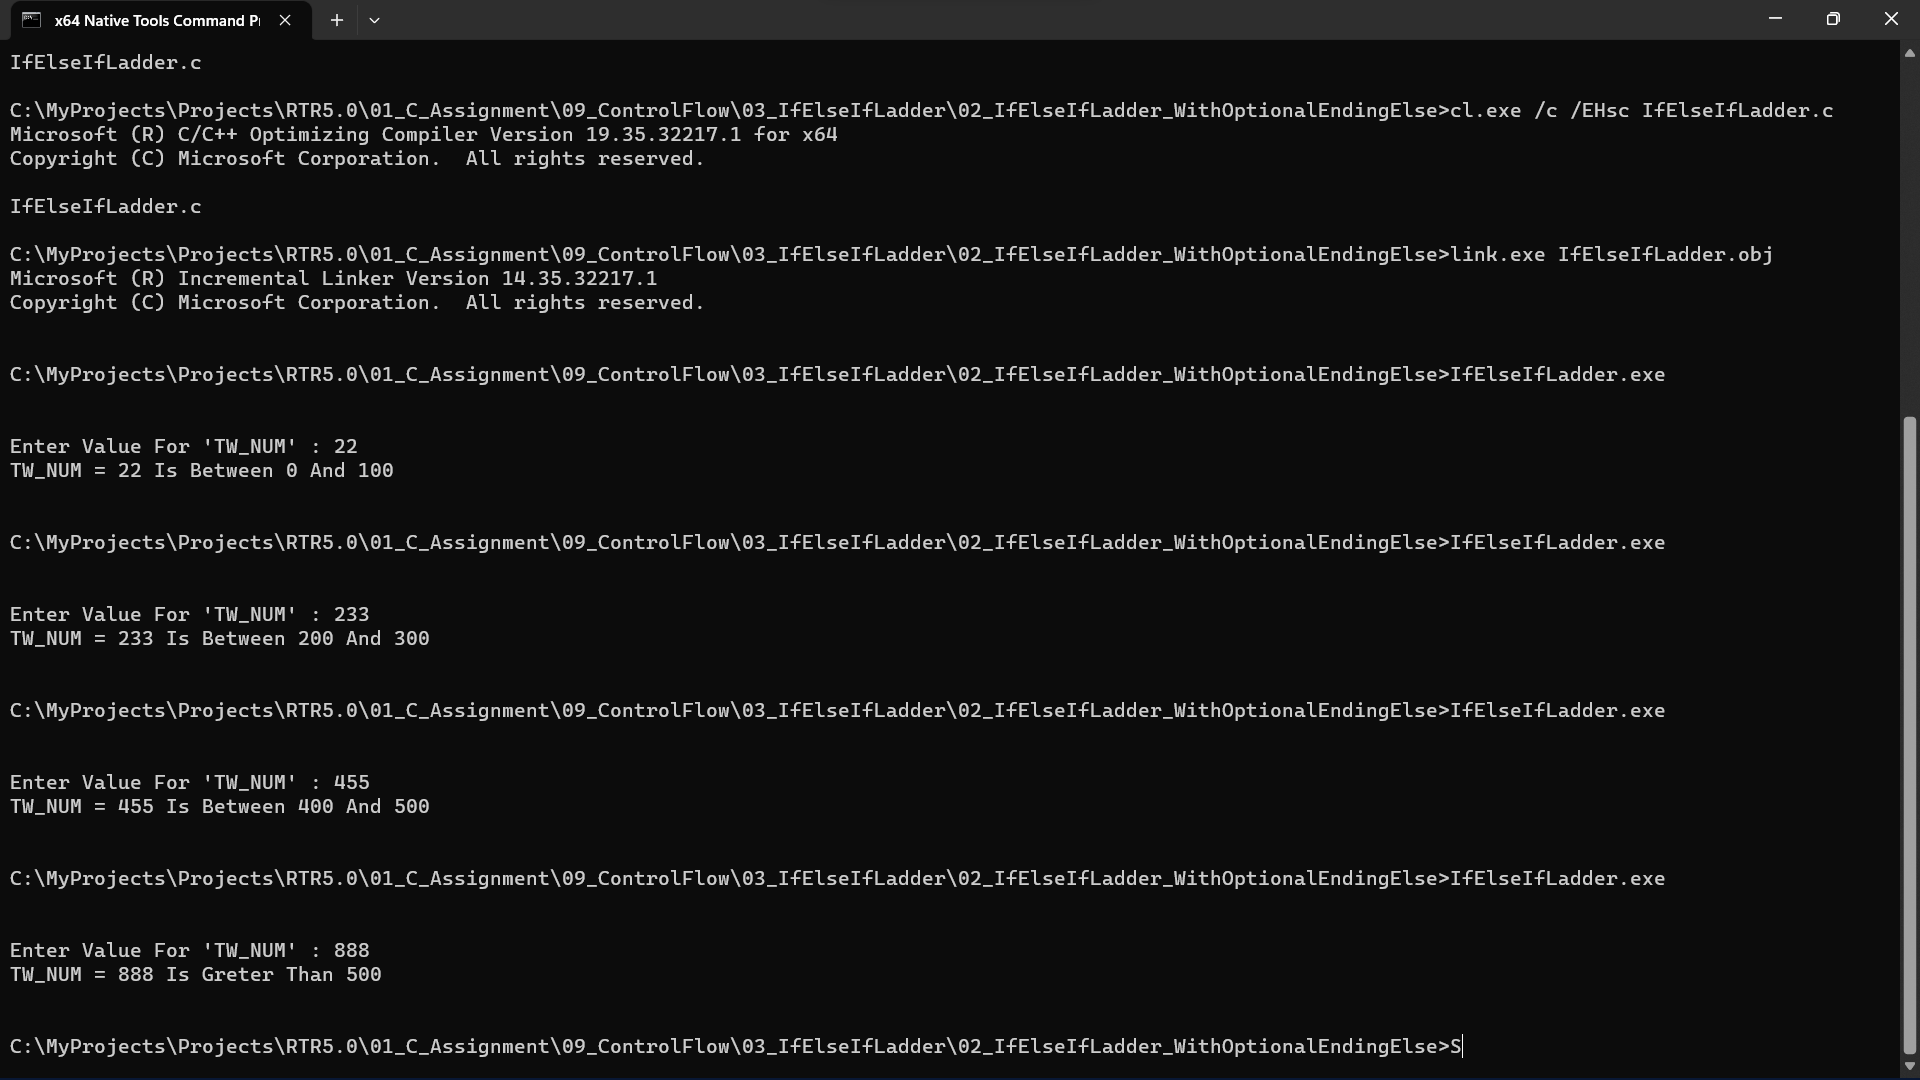 x64 Native Tools Command P
IfElseIfLadder.c
C:\MyProjects\Projects\RTR5.0\01_C_Assignment\09_ControlFlow\03_IfElseIfLadder\02_IfElseIfLadder_WithOptionalEndingElse>cl.exe /c /EHsc IfElseIfLadder.c
Microsoft (R) C/C++ Optimizing Compiler Version 19.35.32217.1 for x64
Copyright (C) Microsoft Corporation.  All rights reserved.
IfElseIfLadder.c
C:\MyProjects\Projects\RTR5.0\01_C_Assignment\09_ControlFlow\03_IfElseIfLadder\02_IfElseIfLadder_WithOptionalEndingElse>link.exe IfElseIfLadder.obj
Microsoft (R) Incremental Linker Version 14.35.32217.1
Copyright (C) Microsoft Corporation.  All rights reserved.
C:\MyProjects\Projects\RTR5.0\01_C_Assignment\09_ControlFlow\03_IfElseIfLadder\02_IfElseIfLadder_WithOptionalEndingElse>IfElseIfLadder.exe
Enter Value For 'TW_NUM' : 22
TW_NUM = 22 Is Between 0 And 100
C:\MyProjects\Projects\RTR5.0\01_C_Assignment\09_ControlFlow\03_IfElseIfLadder\02_IfElseIfLadder_WithOptionalEndingElse>IfElseIfLadder.exe
Enter Value For 'TW_NUM' : 233
TW_NUM = 233 Is Between 200 And 300
C:\MyProjects\Projects\RTR5.0\01_C_Assignment\09_ControlFlow\03_IfElseIfLadder\02_IfElseIfLadder_WithOptionalEndingElse>IfElseIfLadder.exe
Enter Value For 'TW_NUM' : 455
TW_NUM = 455 Is Between 400 And 500
C:\MyProjects\Projects\RTR5.0\01_C_Assignment\09_ControlFlow\03_IfElseIfLadder\02_IfElseIfLadder_WithOptionalEndingElse>IfElseIfLadder.exe
Enter Value For 'TW_NUM' : 888
TW_NUM = 888 Is Greter Than 500
C:\MyProjects\Projects\RTR5.0\01_C_Assignment\09_ControlFlow\03_IfElseIfLadder\02_IfElseIfLadder_WithOptionalEndingElse>S